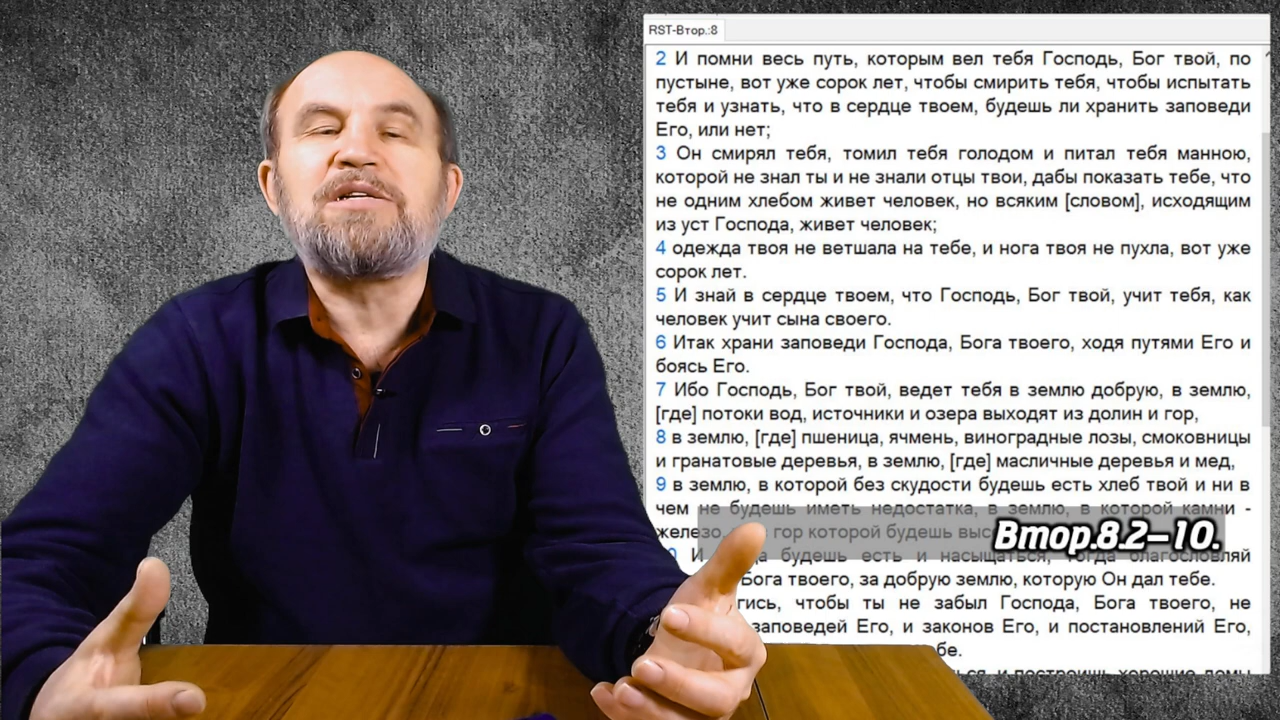 RST-Втор.:8
2 И помни весь путь, которым вел тебя Господь, Бог твой, по
пустыне, вот уже сорок лет, чтобы смирить тебя, чтобы испытать
тебя и узнать, что в сердце твоем, будешь ли хранить заповеди
Его, или нет;
3 Он смирял тебя, томил тебя голодом и питал тебя манною,
которой не знал ты и не знали отцы твои, дабы показать тебе, что
не одним хлебом живет человек, но всяким [словом], исходящим
из уст Господа, живет человек;
4 одежда твоя не ветшала на тебе, и нога твоя не пухла, вот уже
сорок лет.
5 И знай в сердце твоем, что Господь, Бог твой, учит тебя, как
человек учит сына своего.
6 Итак храни заповеди Господа, Бога твоего, ходя путями Его и
боясь Его.
7 Ибо Господь, Бог твой, ведет тебя в землю добрую, в землю,
[где] потоки вод, источники и озера выходят из долин и гор,
8 в землю, [где] пшеница, ячмень, виноградные лозы, смоковницы
и гранатовые деревья, в землю, [где] масличные деревья и мед,
9 в землю, в которой без скудости будешь есть хлеб твой и ни в
чем не будешь иметь недостатка, в землю, в которой камни -
гор которой будешь
Втор.8.2–10.
И будешь есть и насыщаться, тогда благословляй
Бога твоего, за добрую землю, которую Он дал тебе.
чтобы ты не забыл Господа, Бога твоего, не
заповедей Его, и законов Его, и постановлений Его,
и построишь хорошие домы